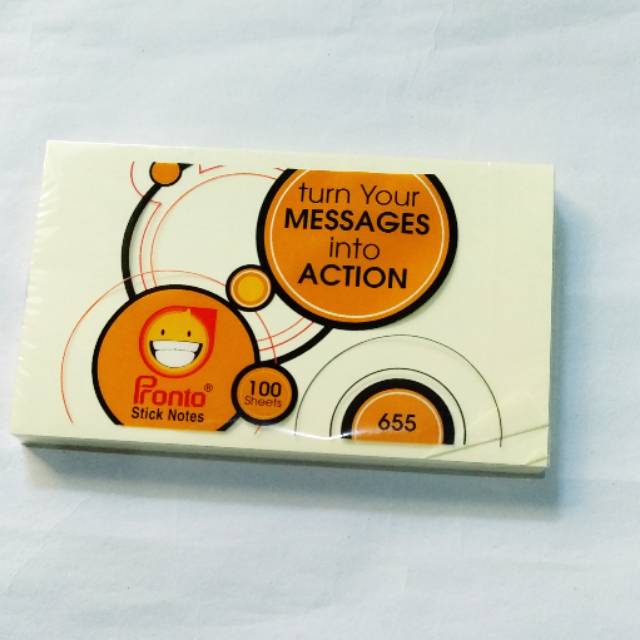 turn Your
MESSAGES
into
ACTION
Pronto®
Stick Notes
100
Sheets
655